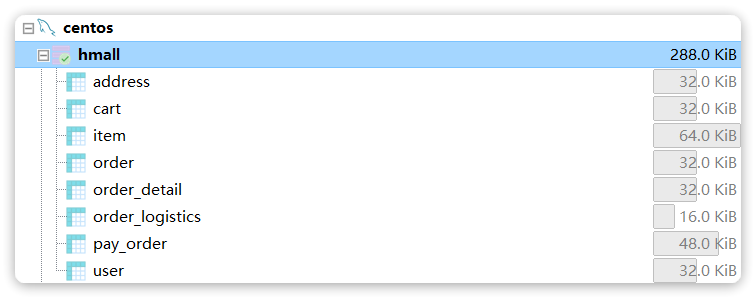 centos
hmall 288.0 KiB
address 32.0 KiB
cart 32.0 KiB
item 64.0 KiB
order 32.0 KiB
order_detail 32.0 KiB
order_logistics 16.0 KiB
pay_order 48.0 KiB
user 32.0 KiB